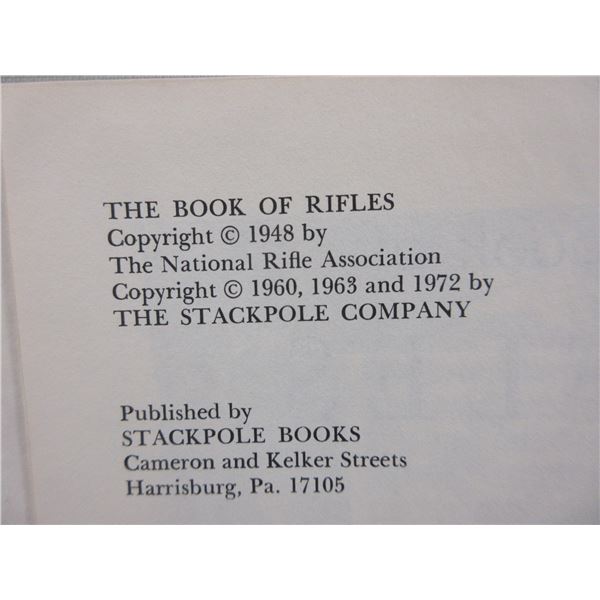 THE BOOK OF RIFLES
Copyright © 1948 by
The National Rifle Association
Copyright © 1960, 1963 and 1972 by
THE STACKPOLE COMPANY
Published by
STACKPOLE BOOKS
Cameron and Kelker Streets
Harrisburg, Pa. 17105